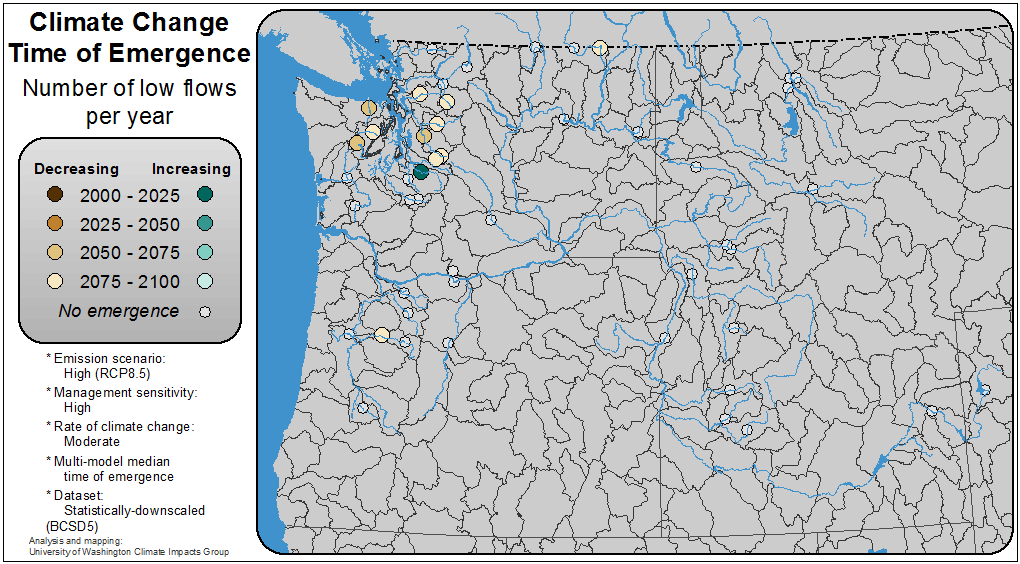 Climate Change
Time of Emergence
Number of low flows
per year
Decreasing Increasing
2000 - 2025
2025 - 2050
2050 - 2075
2075 - 2100
No emergence
* Emission scenario:
High (RCP8.5)
* Management sensitivity:
High
* Rate of climate change:
Moderate
* Multi-model median
time of emergence
* Dataset:
Statistically-downscaled
(BCSD5)
Analysis and mapping:
University of Washington Climate Impacts Group